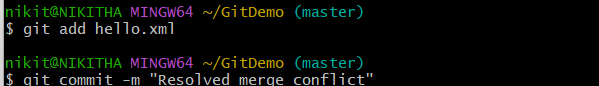 nikit@NIKITHA MINGW64 ~/GitDemo (master)
$ git add hello.xml
nikit@NIKITHA MINGW64 ~/GitDemo (master)
$ git commit -m "Resolved merge conflict"